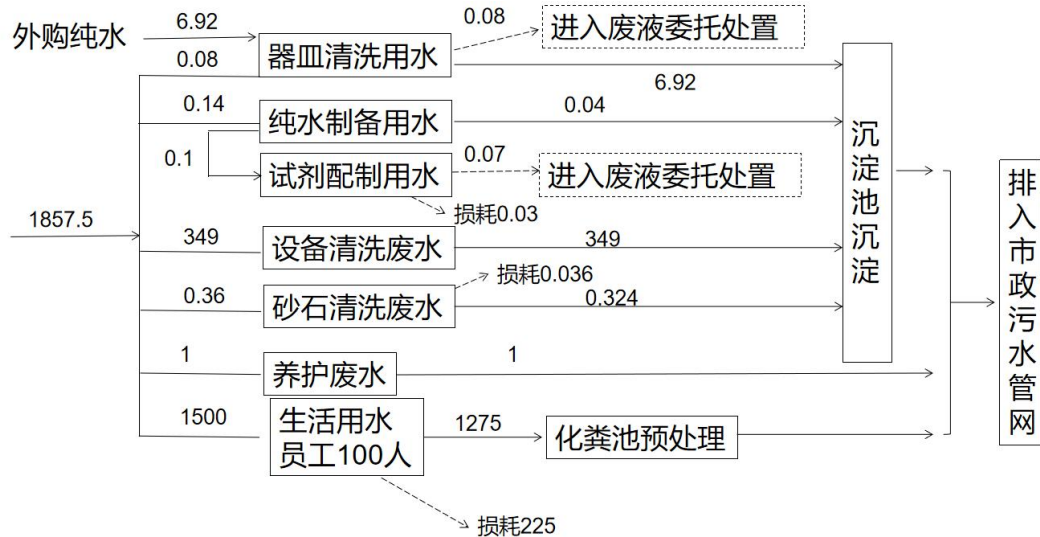 外购纯水
6.92
0.08
器皿清洗用水
0.08
进入废液委托处置
6.92
0.14
纯水制备用水
0.04
0.1
试剂配制用水
0.07
进入废液委托处置
损耗0.03
1857.5
349
设备清洗废水
349
损耗0.036
0.36
砂石清洗废水
0.324
沉淀池沉淀
1
养护废水
1
1500
生活用水
员工100人
1275
化粪池预处理
损耗225
排入市政污水管网